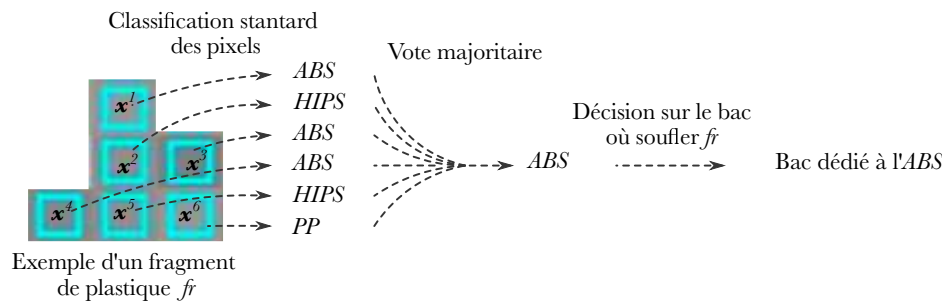 Classification stantard
des pixels
Vote majoritaire
x¹
x²
x³
x⁴
x⁵
x⁶
ABS
HIPS
ABS
ABS
HIPS
PP
ABS
Décision sur le bac
où soufler fr
Bac dédié à l'ABS
Exemple d'un fragment
de plastique fr